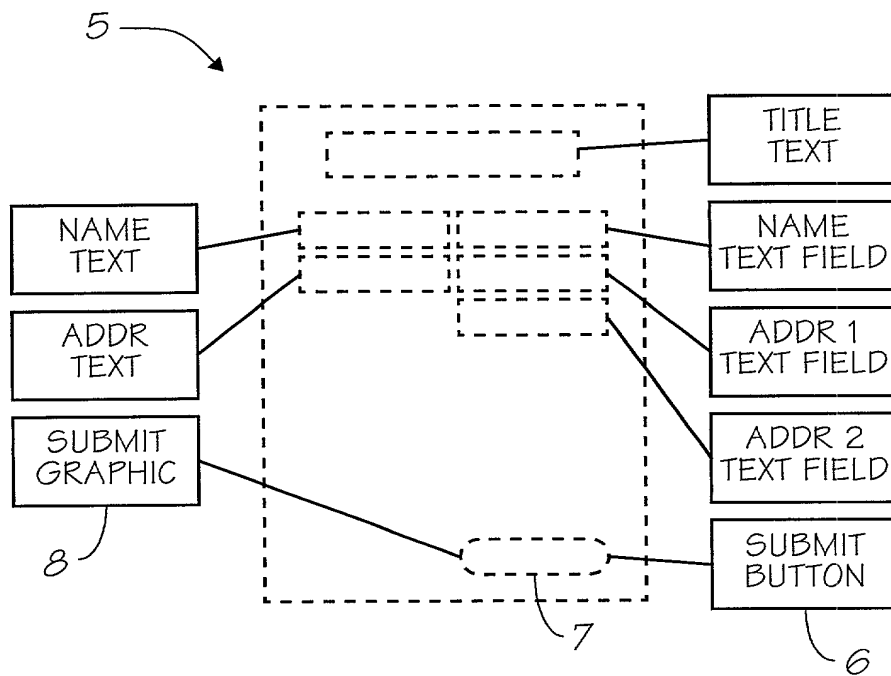 5
TITLE
TEXT
NAME
TEXT
NAME
TEXT FIELD
ADDR
TEXT
ADDR 1
TEXT FIELD
SUBMIT
GRAPHIC
ADDR 2
TEXT FIELD
SUBMIT
BUTTON
8
7
6